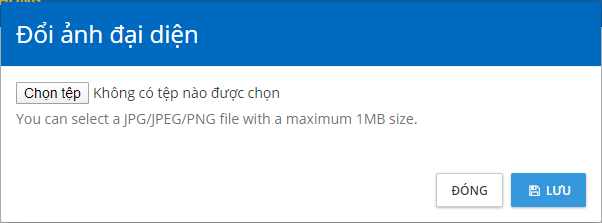 Đổi ảnh đại diện
Chọn tệp Không có tệp nào được chọn
You can select a JPG/JPEG/PNG file with a maximum 1MB size.
ĐÓNG LƯU